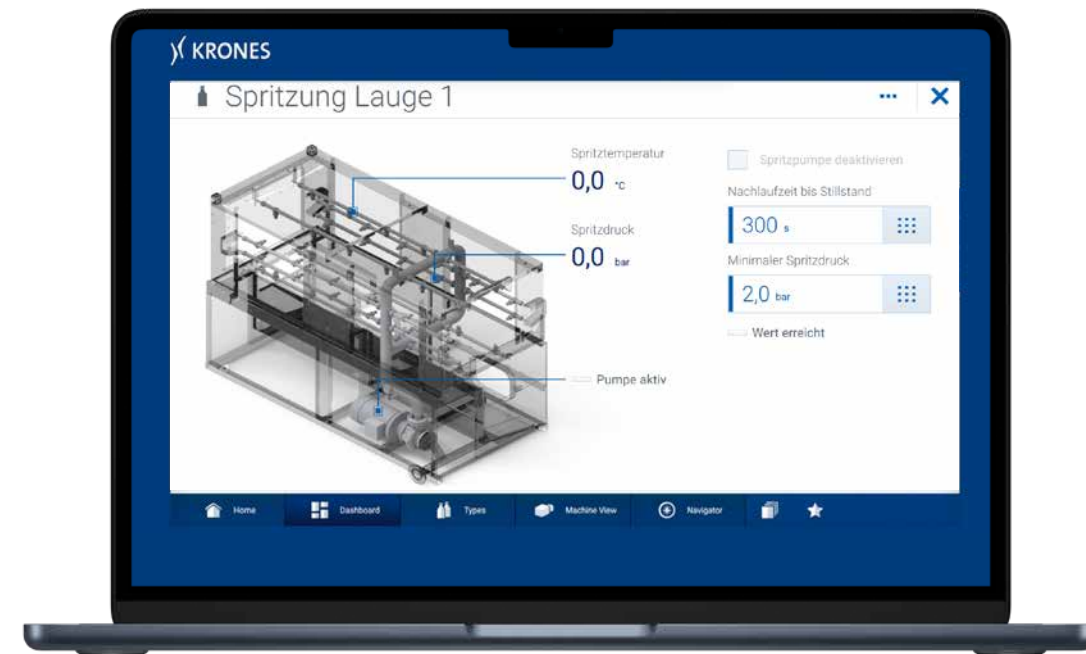 KRONES
Spritzung Lauge 1
Spritztemperatur
0,0 °C
Spritzdruck
0,0 bar
Pumpe aktiv
Spritzpumpe deaktivieren
Nachlaufzeit bis Stillstand
300 s
Minimaler Spritzdruck
2,0 bar
Wert erreicht
Home Dashboard Types Machine View Navigator